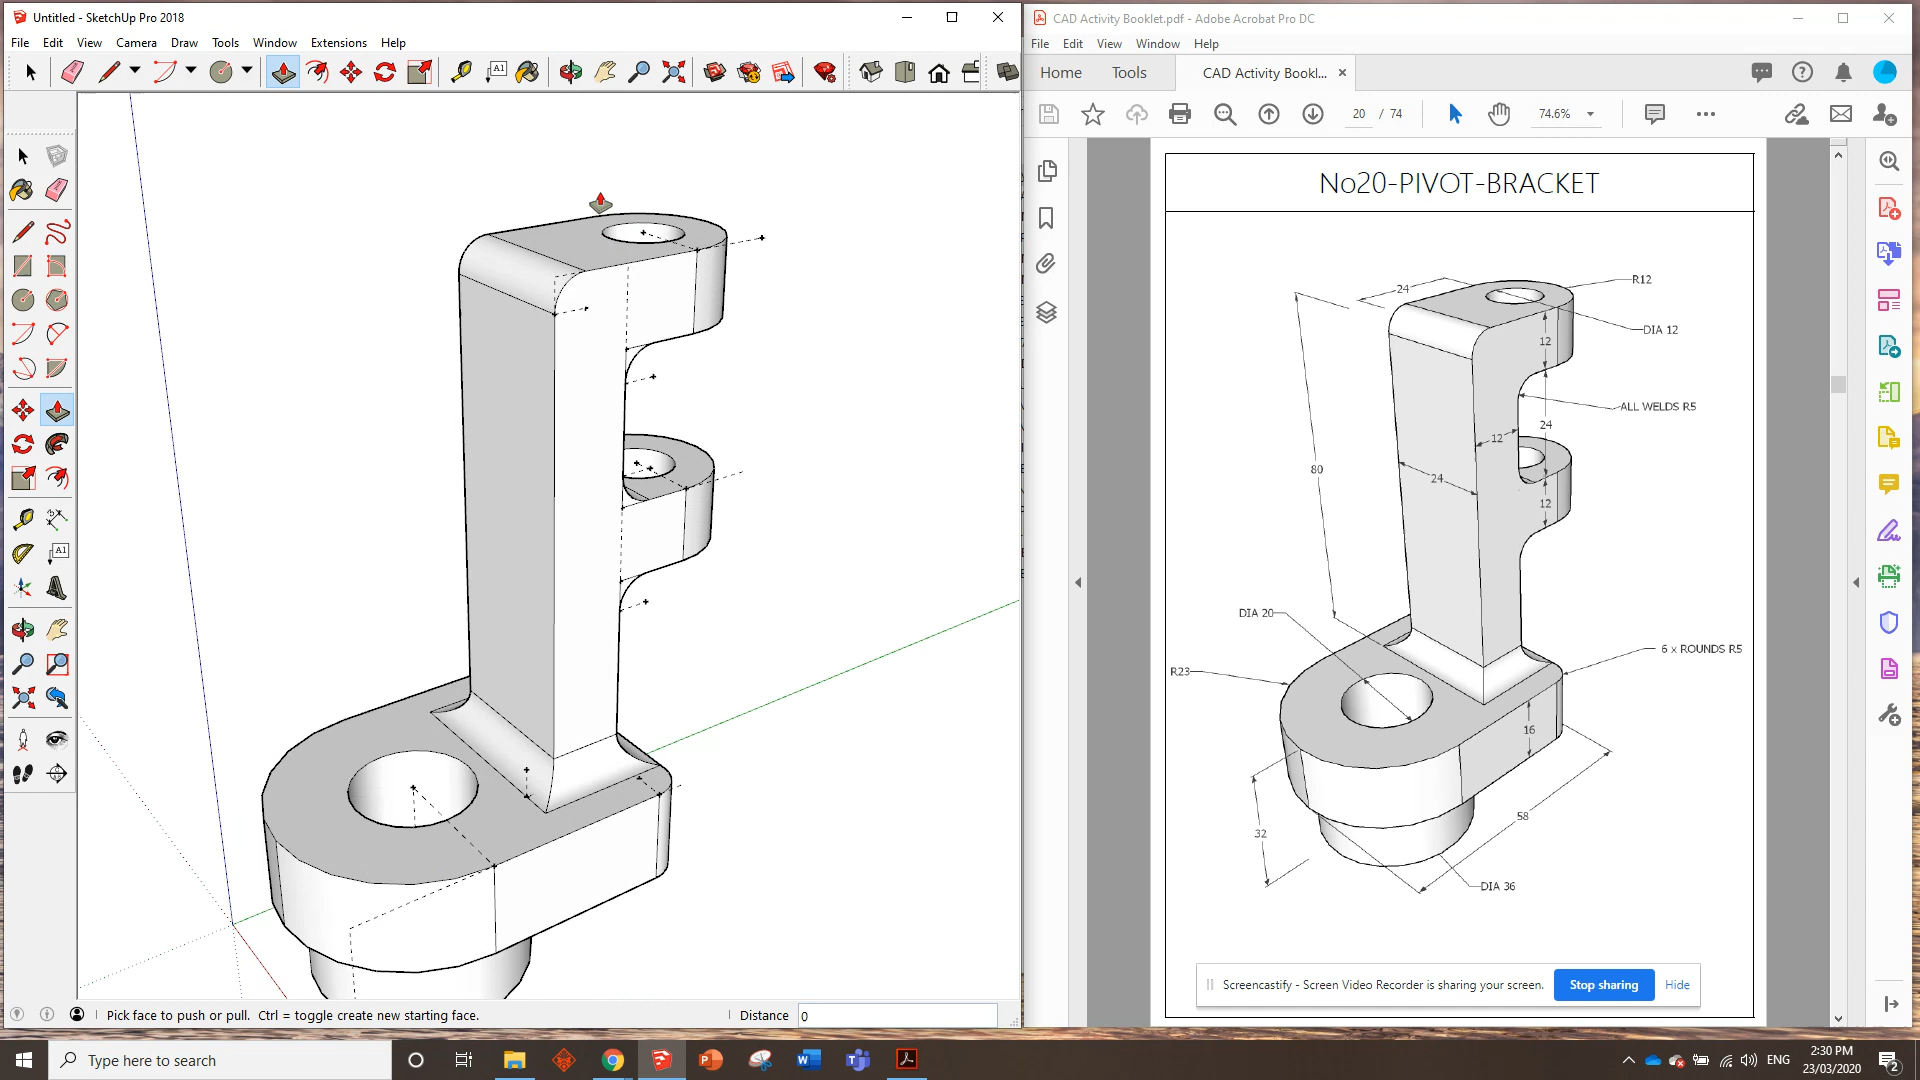 Untitled - SketchUp Pro 2018
File Edit View Camera Draw Tools Window Extensions Help
A1
A1
Pick face to push or pull. Ctrl = toggle create new starting face.
Distance 0
CAD Activity Booklet.pdf - Adobe Acrobat Pro DC
File Edit View Window Help
Home Tools CAD Activity Bookl... ×
20 / 74
74.6%
No20-PIVOT-BRACKET
R12
24
DIA 12
12
ALL WELDS R5
24
12
80
24
12
DIA 20
6 x ROUNDS R5
R23
16
58
32
DIA 36
Screencastify - Screen Video Recorder is sharing your screen.
Stop sharing
Hide
Type here to search
ENG
2:30 PM
23/03/2020
2